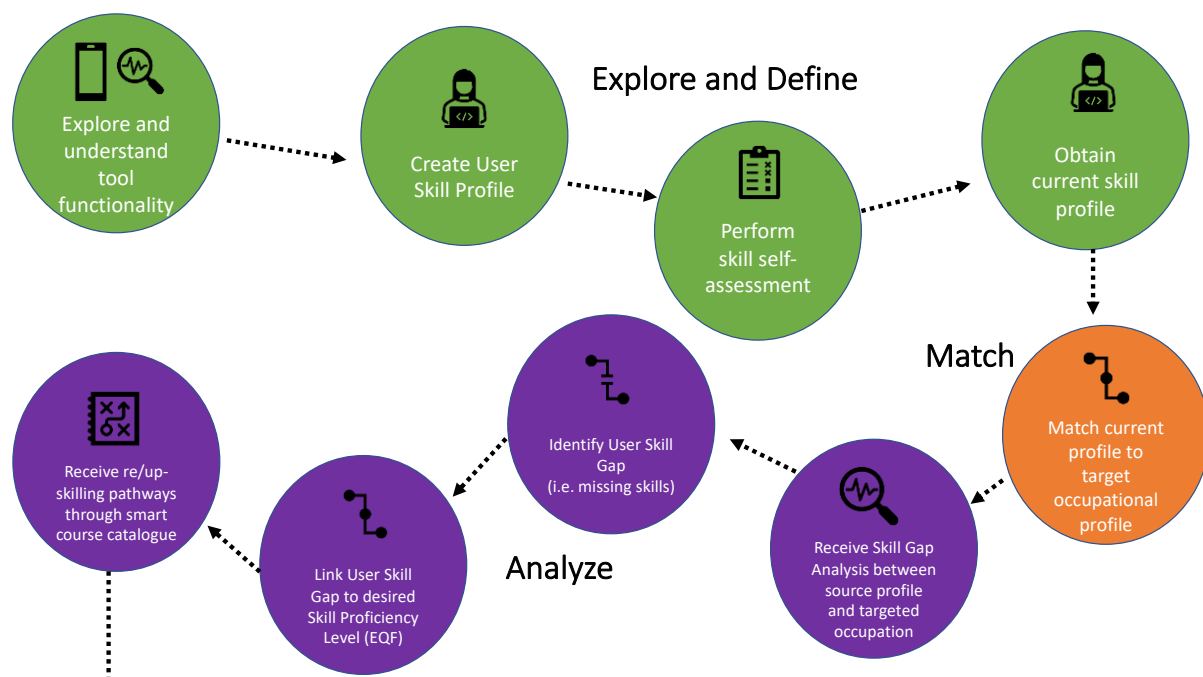 Explore and
understand
tool
functionality
Create User
Skill Profile
Explore and Define
Perform
skill self-
assessment
Obtain
current skill
profile
Match
Match current
profile to
target
occupational
profile
Receive Skill Gap
Analysis between
source profile
and targeted
occupation
Identify User Skill
Gap
(i.e. missing skills)
Analyze
Link User Skill
Gap to desired
Skill Proficiency
Level (EQF)
Receive re/up-
skilling pathways
through smart
course catalogue